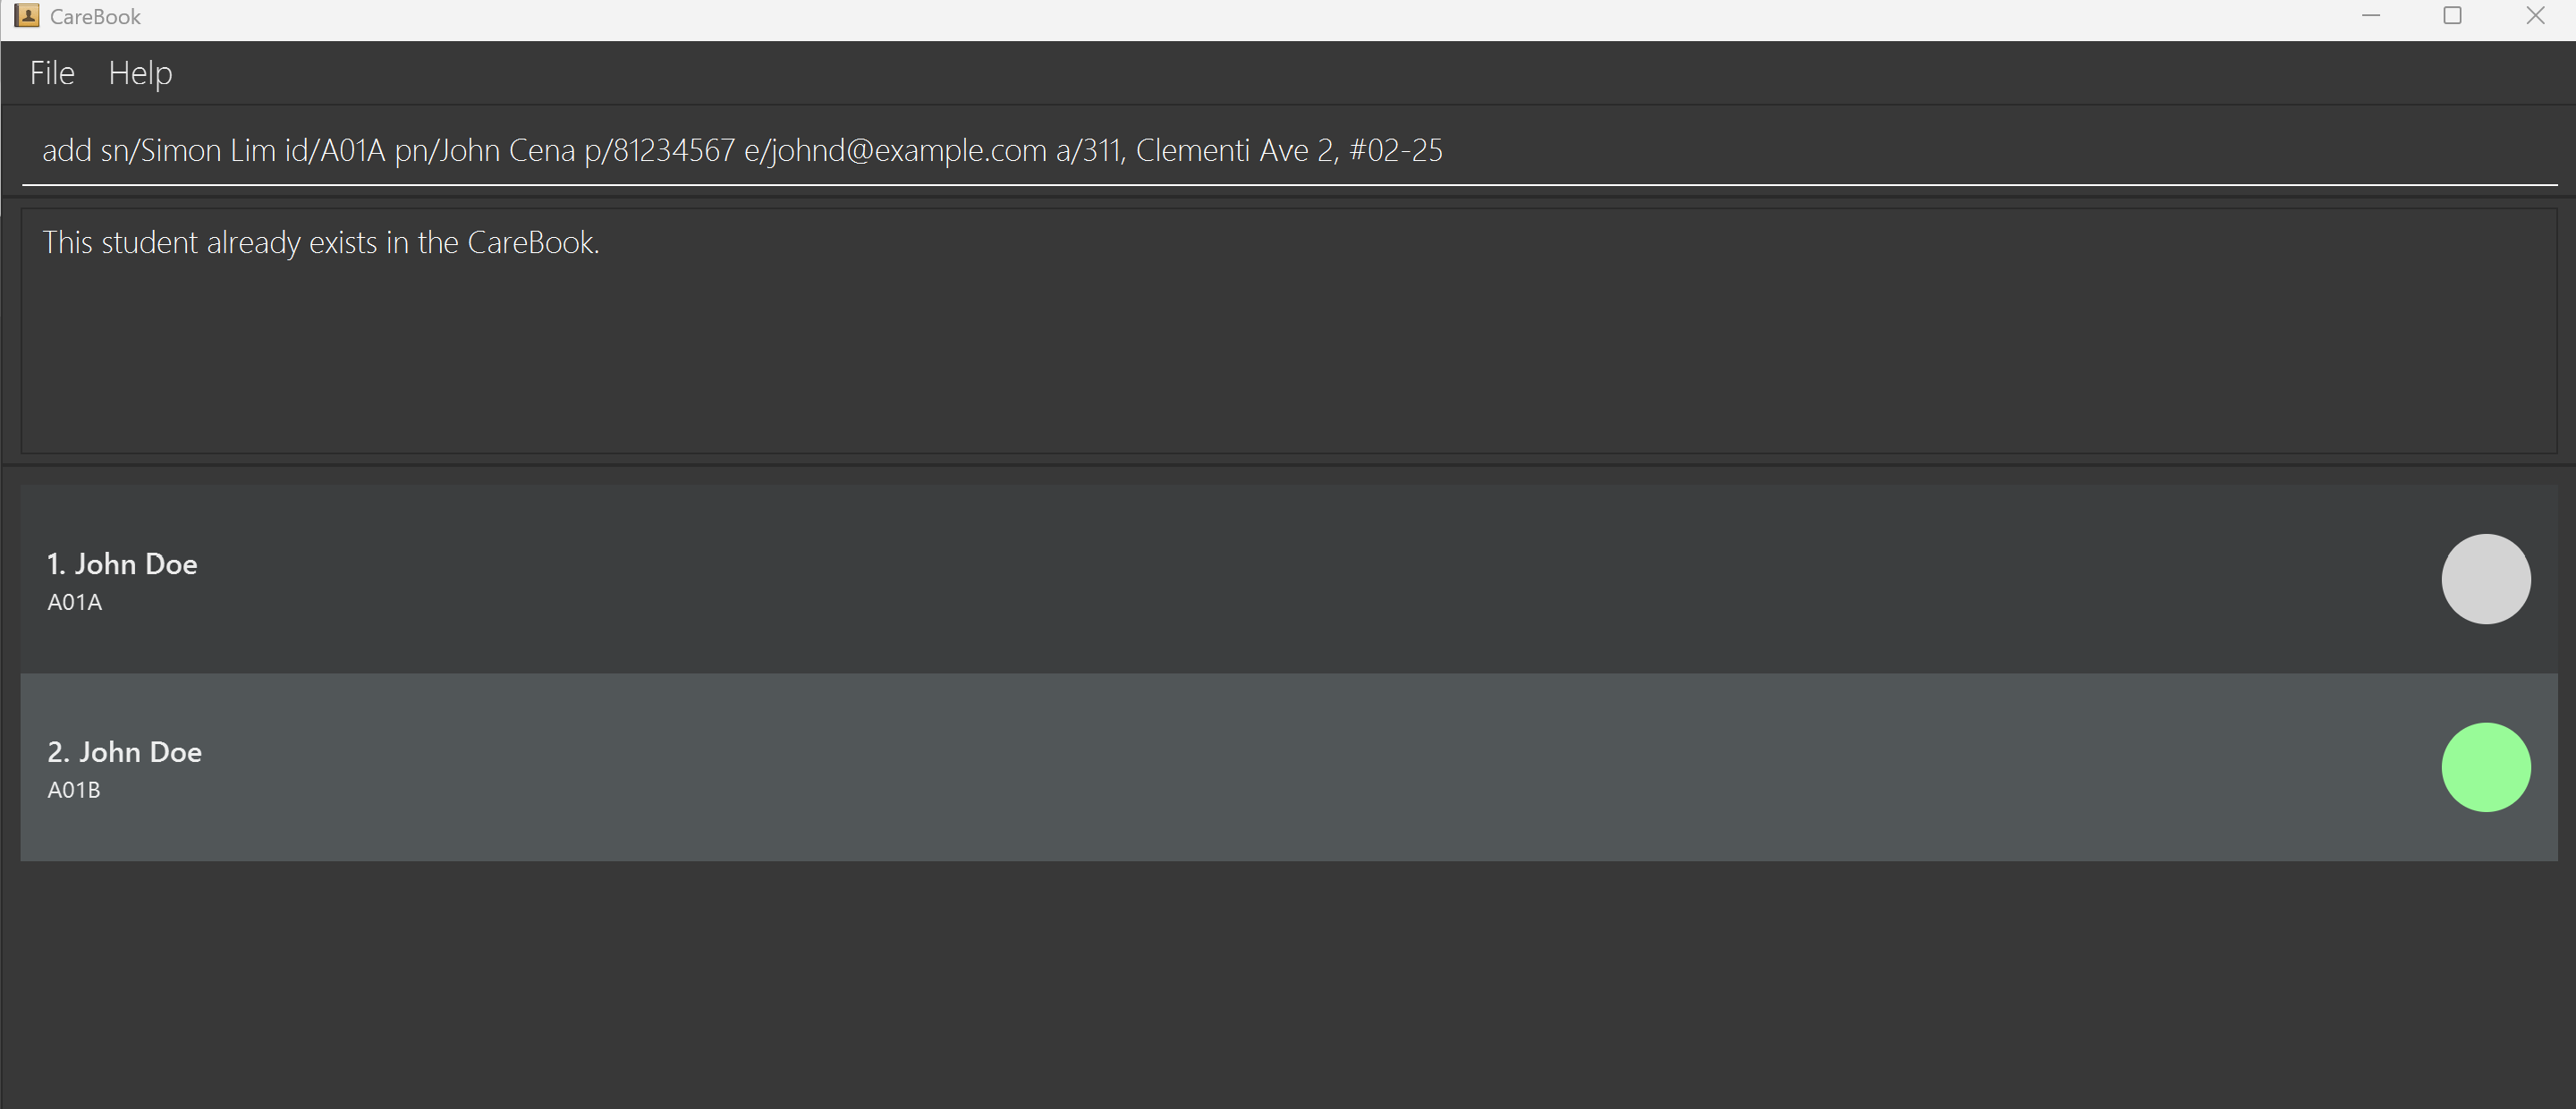 CareBook
File Help
add sn/Simon Lim id/A01A pn/John Cena p/81234567 e/johnd@example.com a/311, Clementi Ave 2, #02-25
This student already exists in the CareBook.
1. John Doe
A01A
2. John Doe
A01B